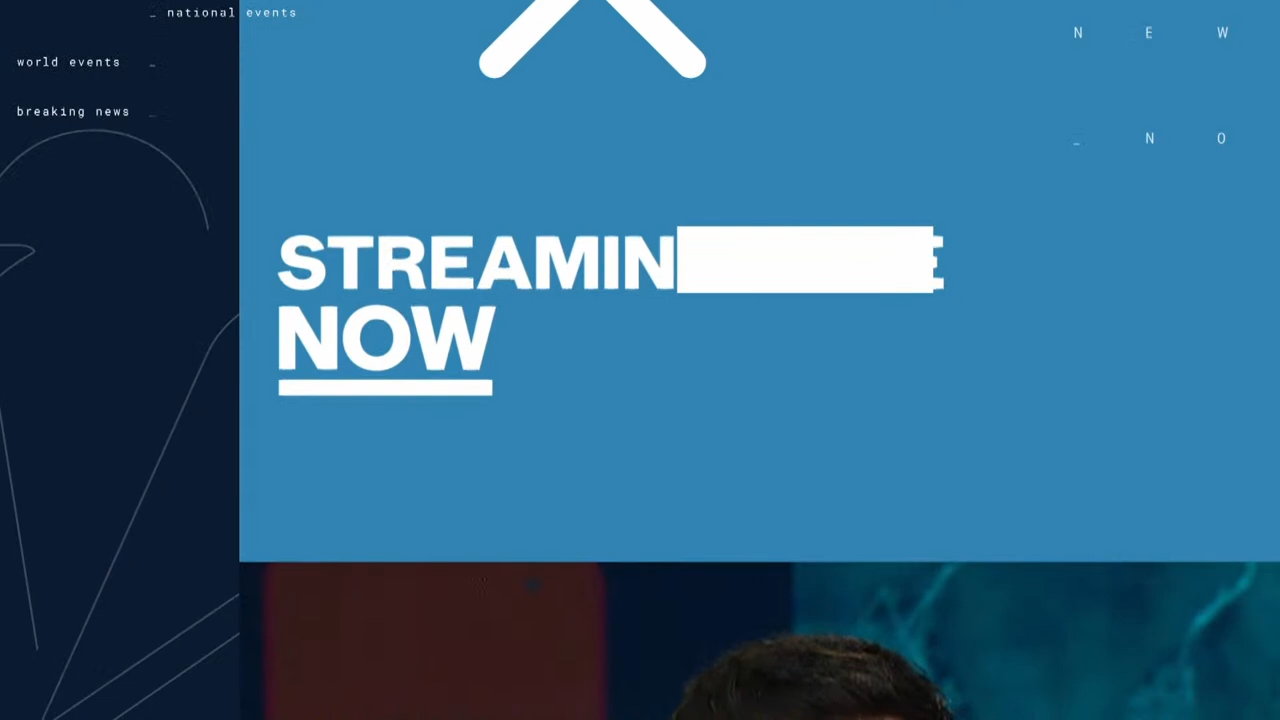 _ national events
world events _
breaking news _
N E W
_ N O
STREAMIN
NOW